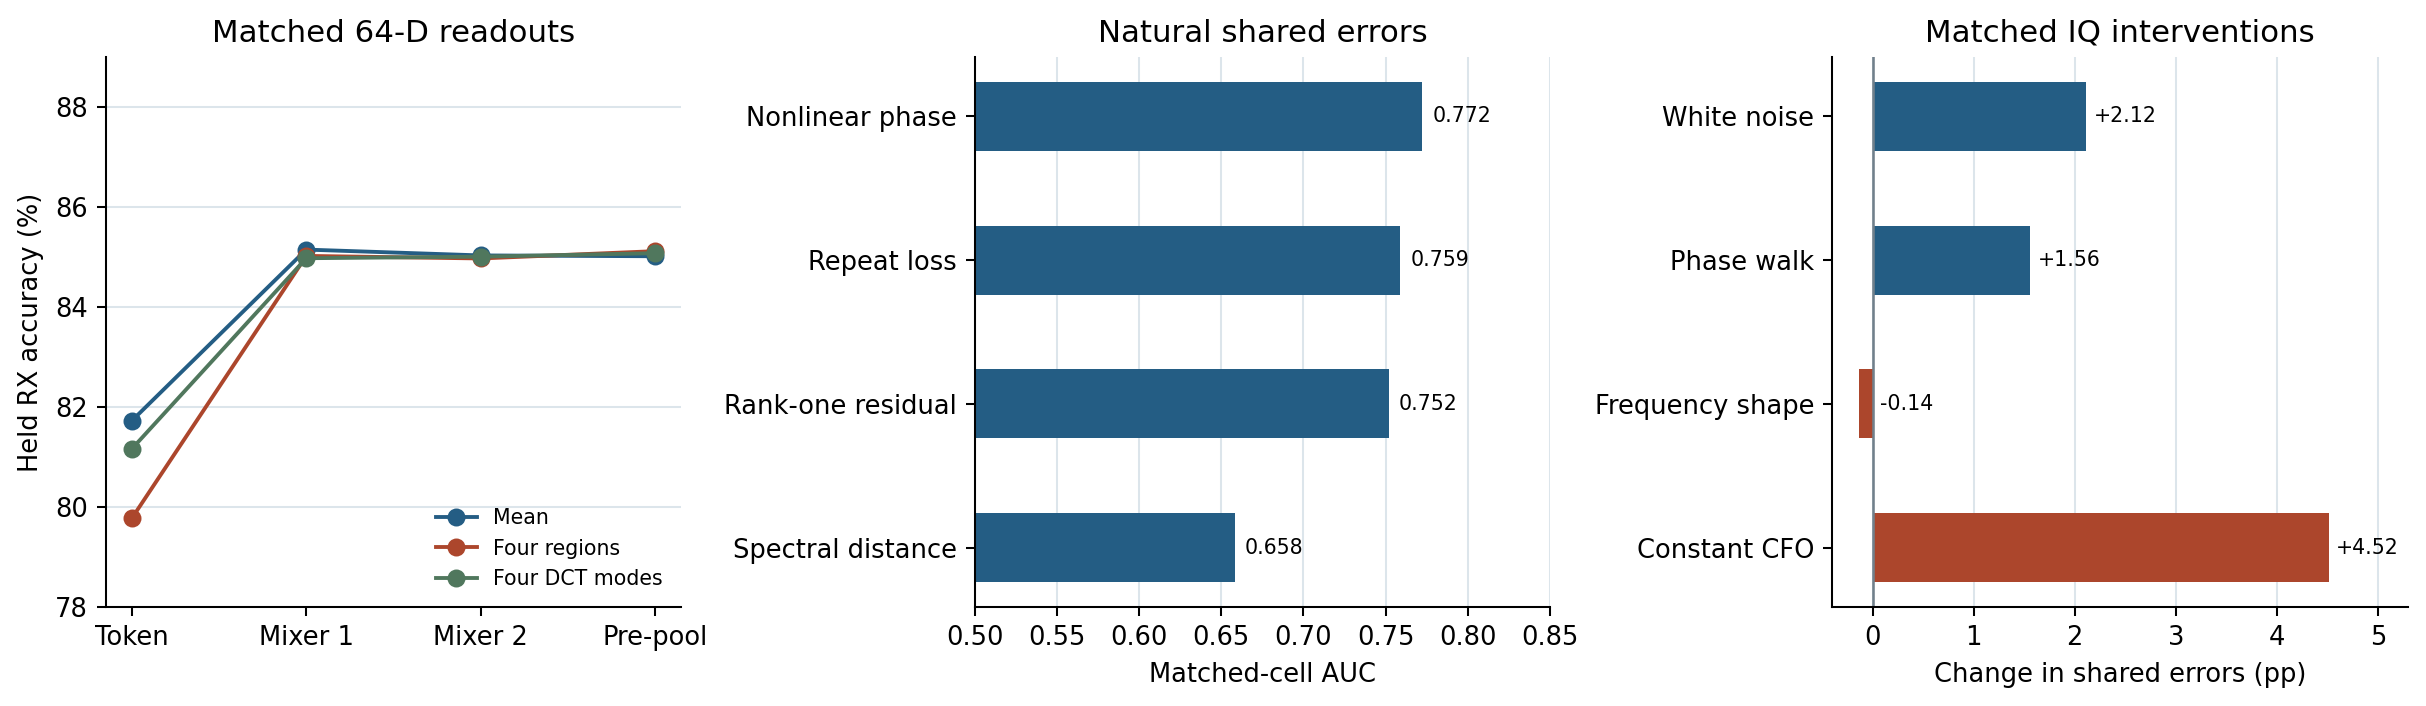 Matched 64-D readouts
Held RX accuracy (%)
88
86
84
82
80
78
Token Mixer 1 Mixer 2 Pre-pool
Mean
Four regions
Four DCT modes
Natural shared errors
Nonlinear phase 0.772
Repeat loss 0.759
Rank-one residual 0.752
Spectral distance 0.658
0.50 0.55 0.60 0.65 0.70 0.75 0.80 0.85
Matched-cell AUC
Matched IQ interventions
White noise +2.12
Phase walk +1.56
Frequency shape -0.14
Constant CFO +4.52
0 1 2 3 4 5
Change in shared errors (pp)